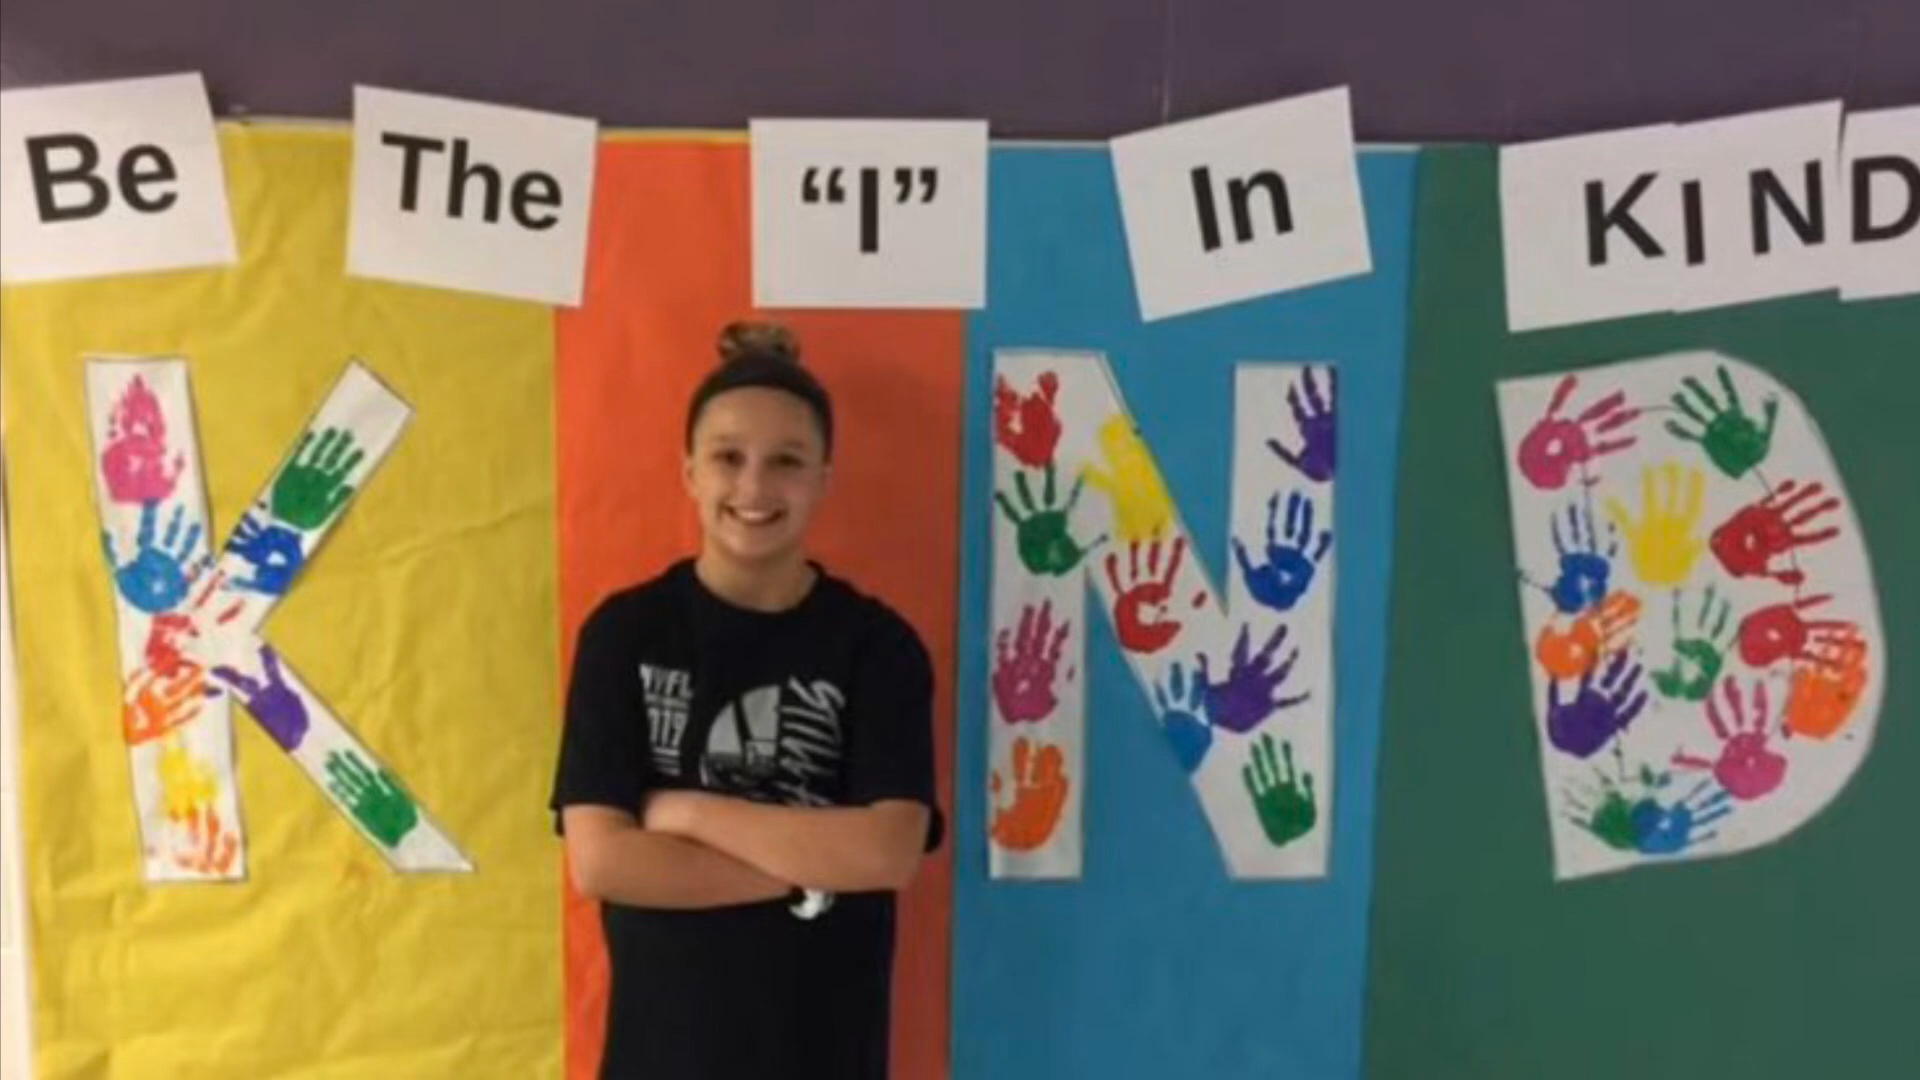 Be The “I” In KIND
K N D